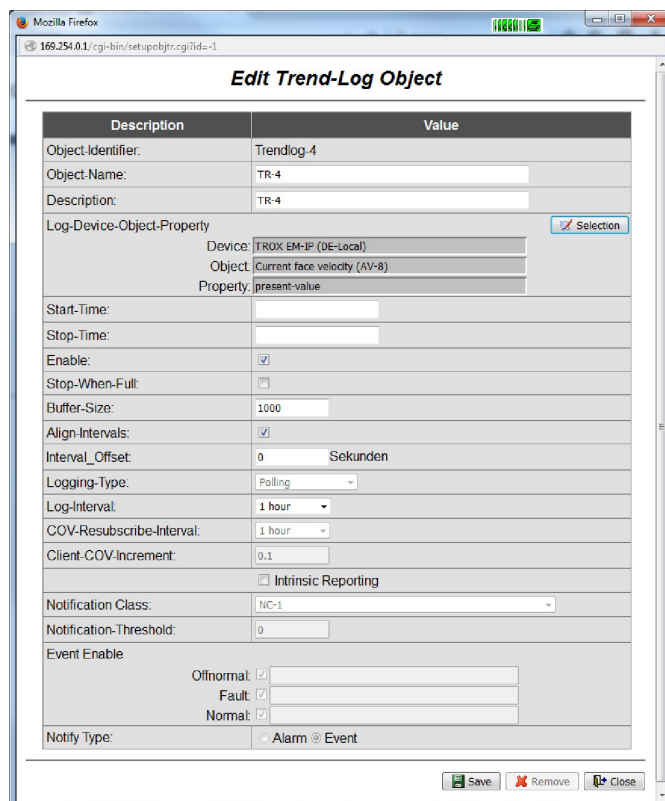 Mozilla Firefox
169.254.0.1/cgi-bin/setupobjtr.cgi?id=-1
Edit Trend-Log Object
Description Value
Object-Identifier: Trendlog-4
Object-Name: TR-4
Description: TR-4
Log-Device-Object-Property Selection
Device: TROX EM-IP (DE-Local)
Object: Current face velocity (AV-8)
Property: present-value
Start-Time:
Stop-Time:
Enable:
Stop-When-Full:
Buffer-Size: 1000
Align-Intervals:
Interval_Offset: 0 Sekunden
Logging-Type: Polling
Log-Interval: 1 hour
COV-Resubscribe-Interval: 1 hour
Client-COV-Increment: 0.1
Intrinsic Reporting
Notification Class: NC-1
Notification-Threshold: 0
Event Enable
Offnormal:
Fault:
Normal:
Notify Type: Alarm Event
Save Remove Close